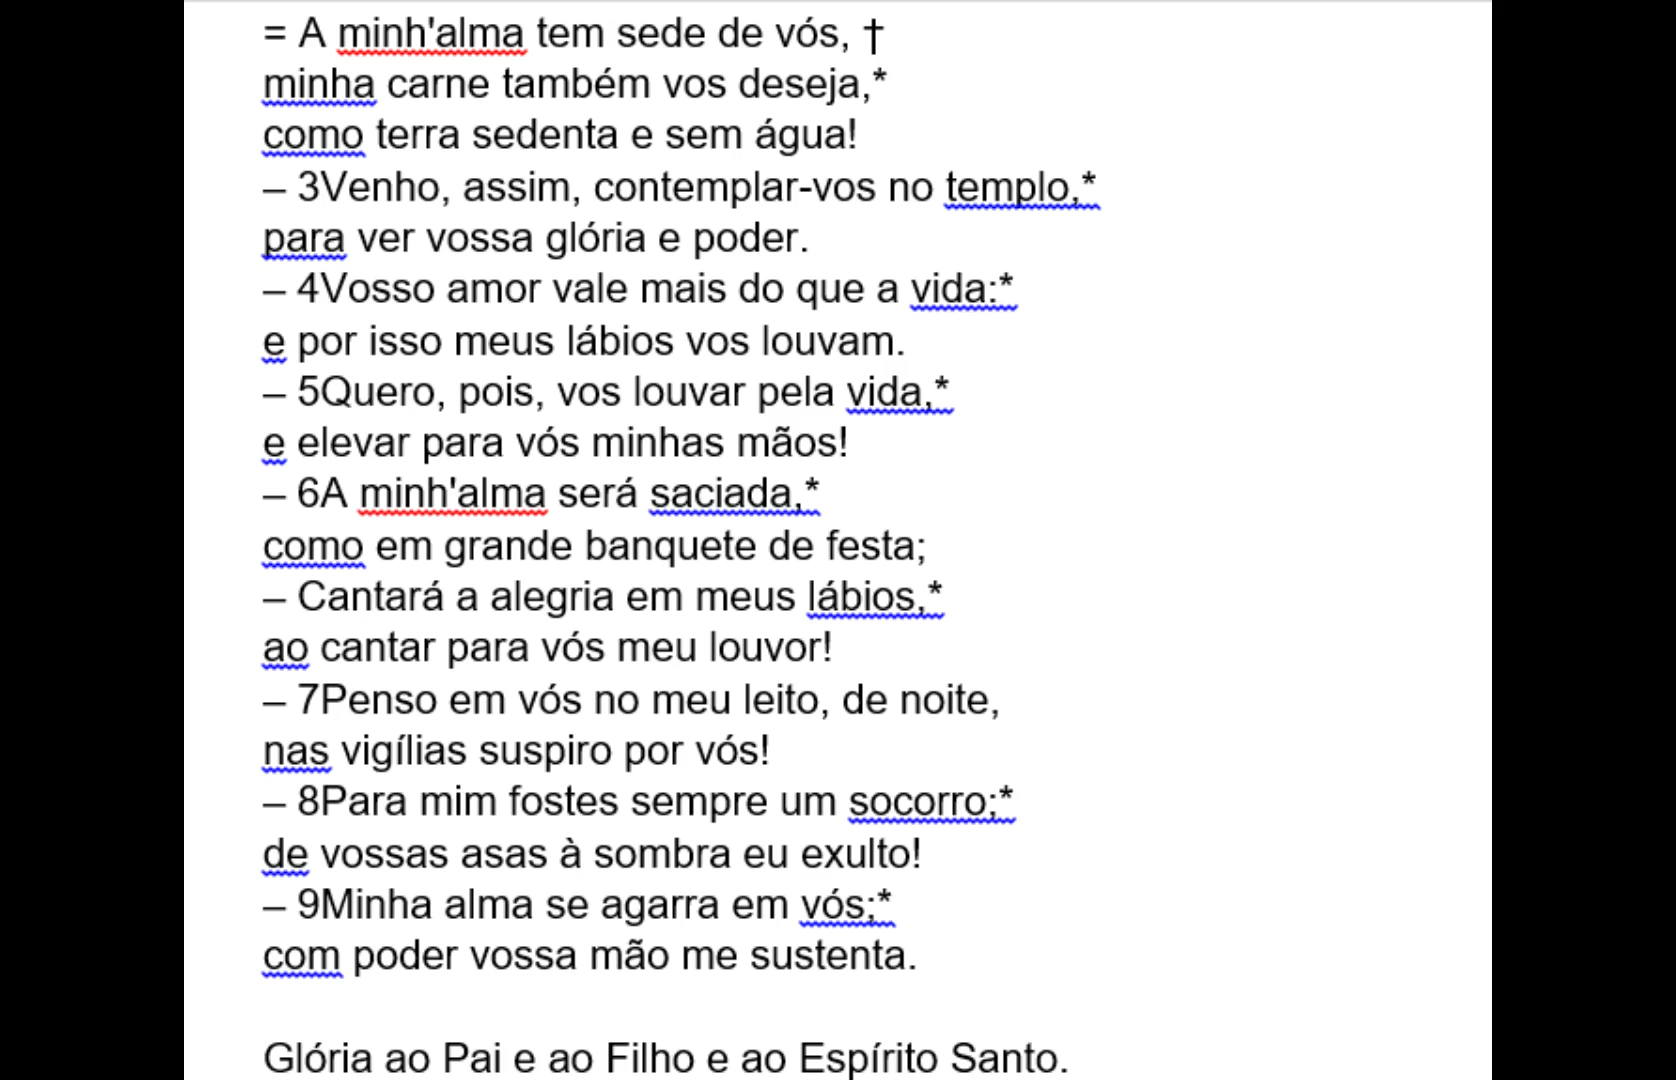 = A minh'alma tem sede de vós, †
minha carne também vos deseja,*
como terra sedenta e sem água!
– 3Venho, assim, contemplar-vos no templo,*
para ver vossa glória e poder.
– 4Vosso amor vale mais do que a vida:*
e por isso meus lábios vos louvam.
– 5Quero, pois, vos louvar pela vida,*
e elevar para vós minhas mãos!
– 6A minh'alma será saciada,*
como em grande banquete de festa;
– Cantará a alegria em meus lábios,*
ao cantar para vós meu louvor!
– 7Penso em vós no meu leito, de noite,
nas vigílias suspiro por vós!
– 8Para mim fostes sempre um socorro;*
de vossas asas à sombra eu exulto!
– 9Minha alma se agarra em vós;*
com poder vossa mão me sustenta.
Glória ao Pai e ao Filho e ao Espírito Santo.